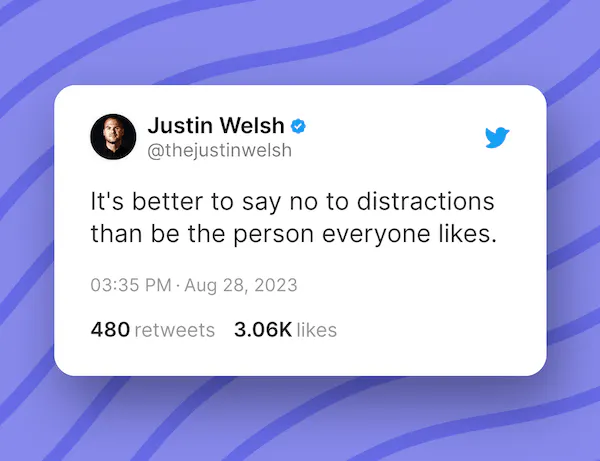 Justin Welsh
@thejustinwelsh
It's better to say no to distractions
than be the person everyone likes.
03:35 PM · Aug 28, 2023
480 retweets 3.06K likes